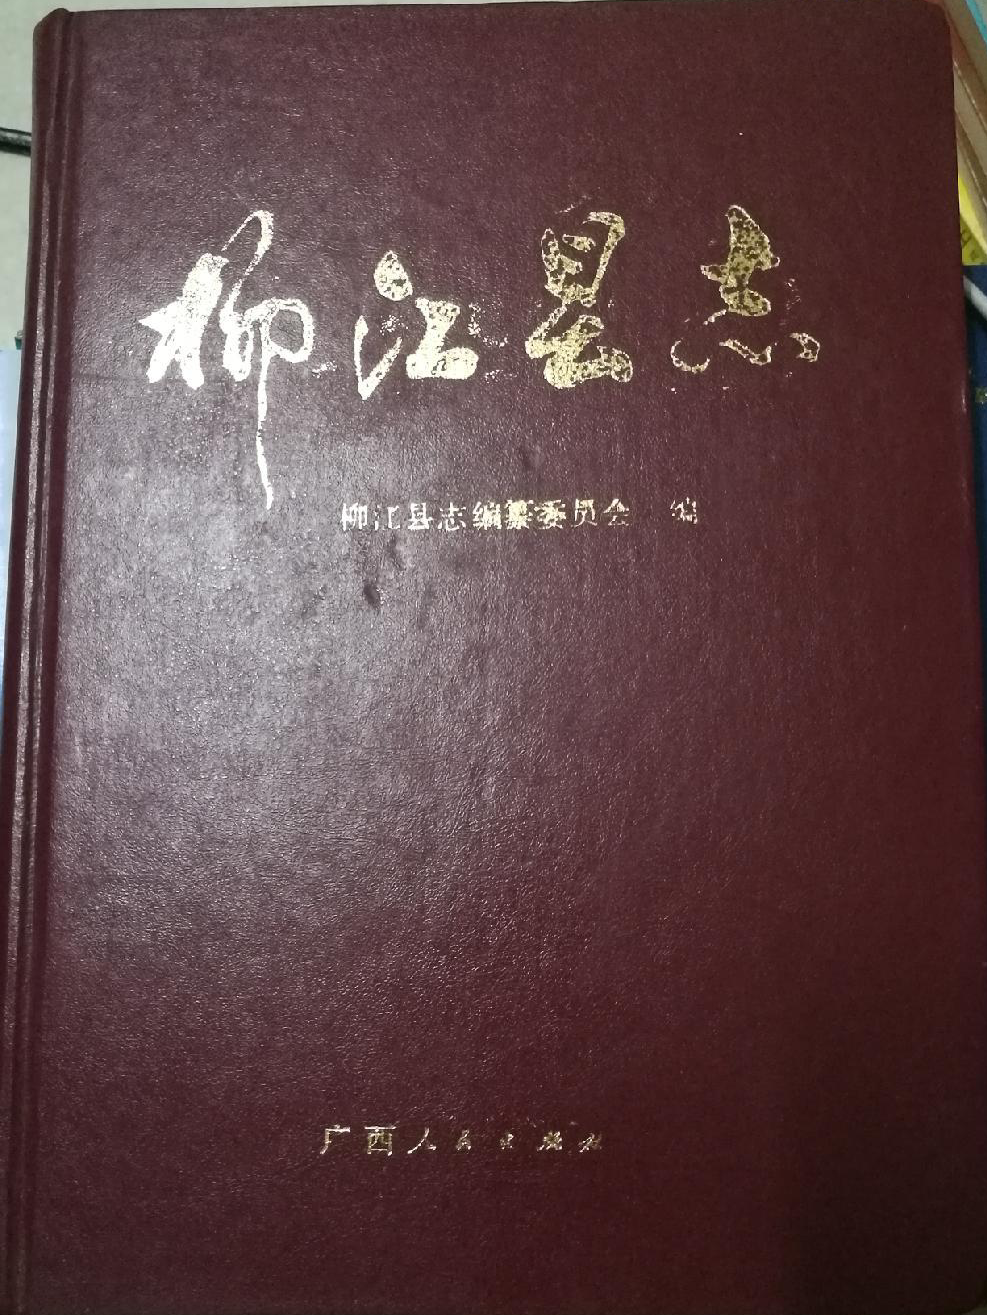 柳江县志
柳江县志编纂委员会 编
广西人民出版社